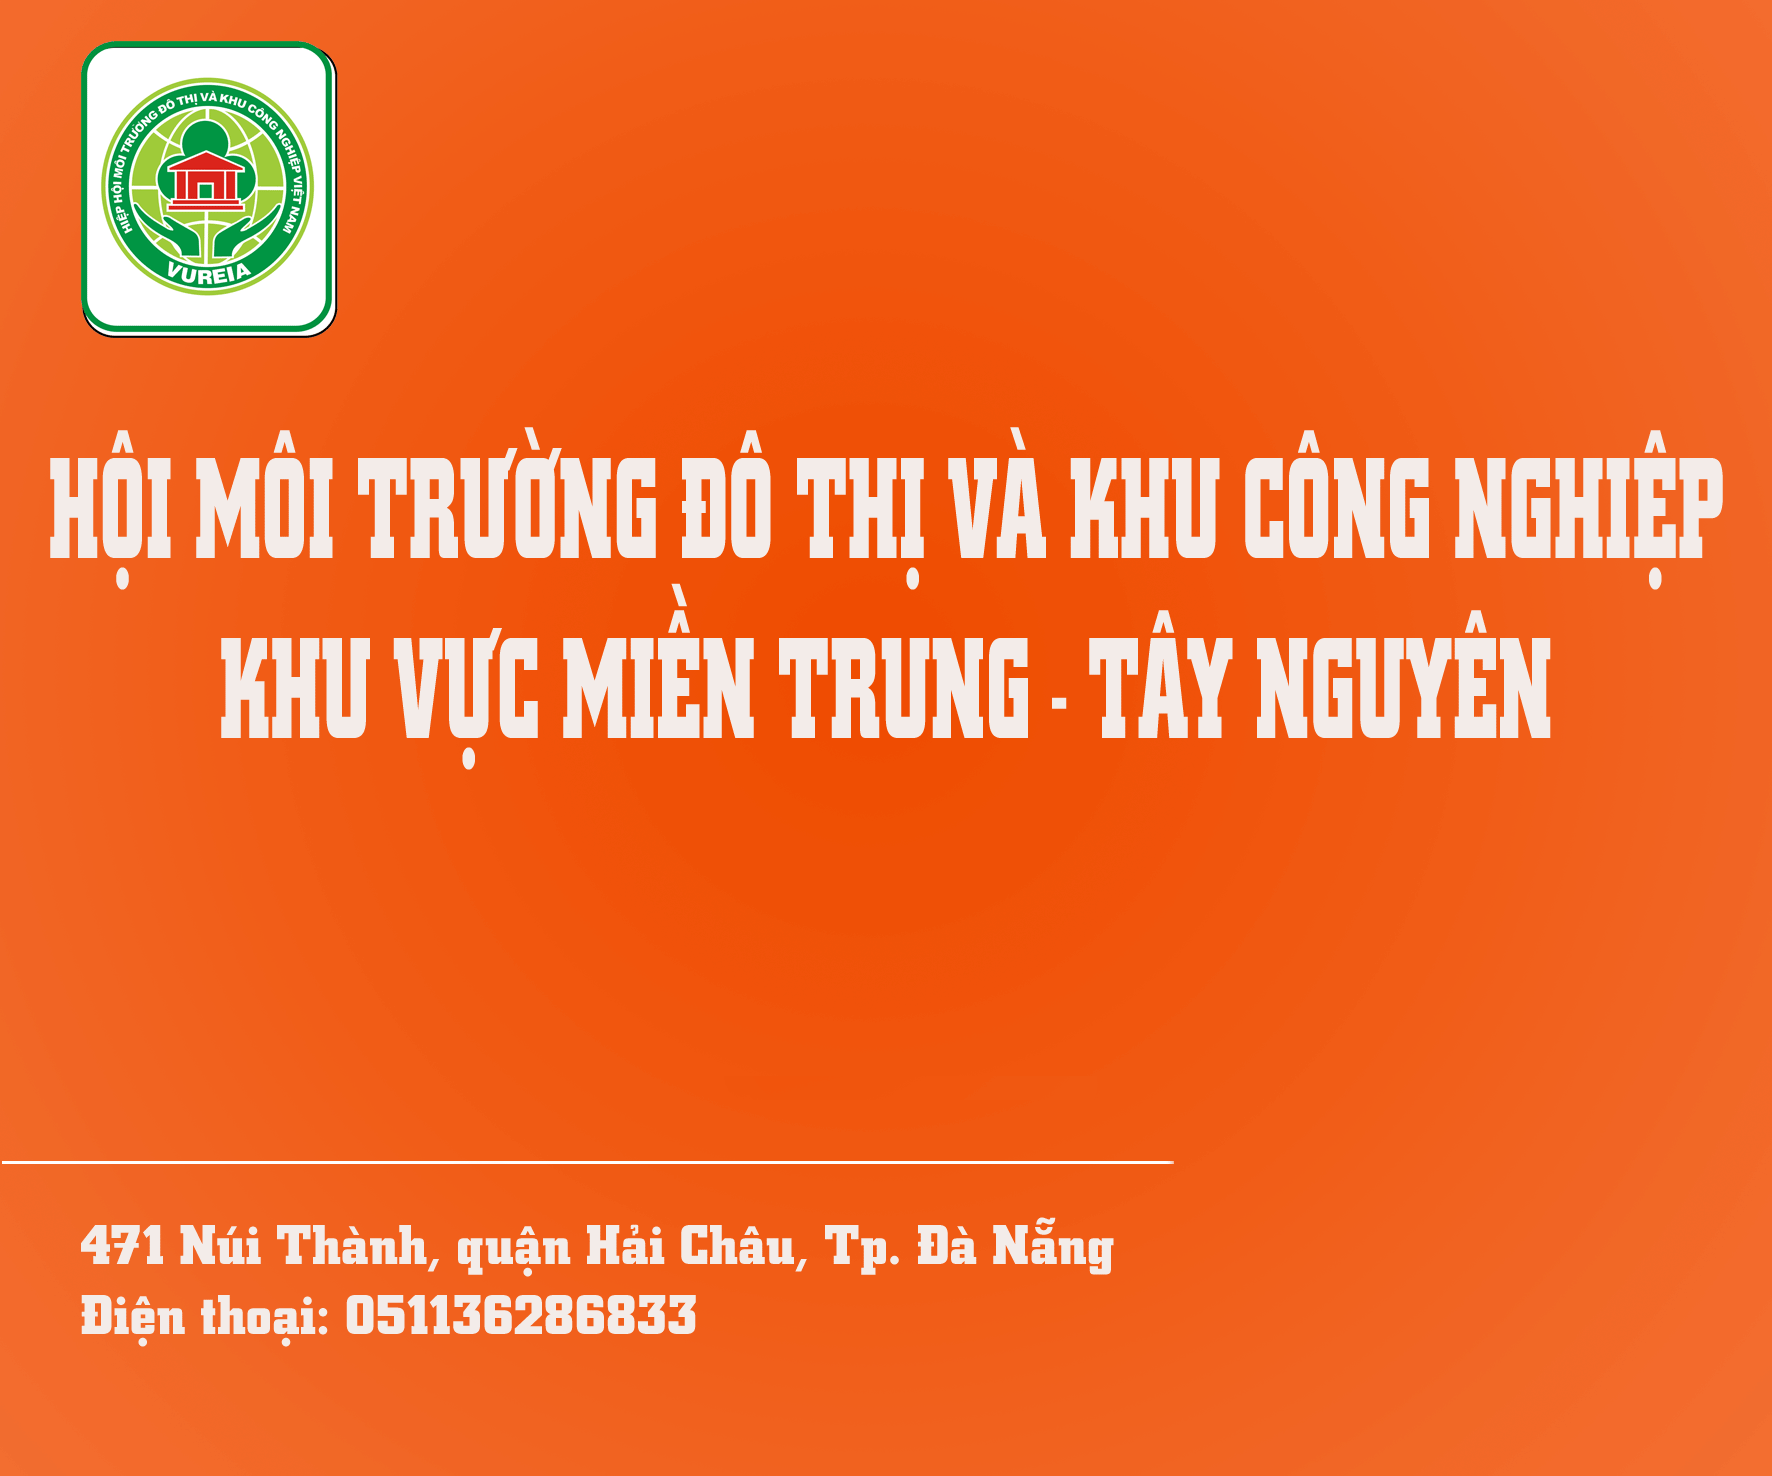 HIỆP HỘI MÔI TRƯỜNG ĐÔ THỊ VÀ KHU CÔNG NGHIỆP VIỆT NAM
VUREIA
HỘI MÔI TRƯỜNG ĐÔ THỊ VÀ KHU CÔNG NGHIỆP
KHU VỰC MIỀN TRUNG - TÂY NGUYÊN
471 Núi Thành, quận Hải Châu, Tp. Đà Nẵng
Điện thoại: 051136286833